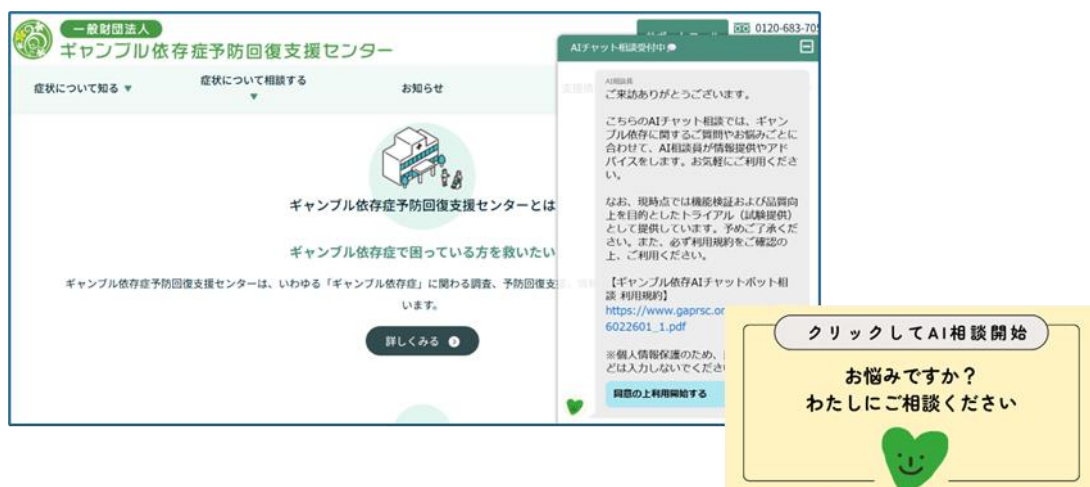 一般財団法人
ギャンブル依存症予防回復支援センター
0120-683-705
症状について知る ▼
症状について相談する
▼
お知らせ
ギャンブル依存症予防回復支援センターとは
ギャンブル依存症で困っている方を救いたい
ギャンブル依存症予防回復支援センターは、いわゆる「ギャンブル依存症」に関わる調査、予防回復支
います。
詳しくみる
AIチャット相談受付中
AI相談員
ご来訪ありがとうございます。
こちらのAIチャット相談では、ギャン
ブル依存に関するご質問やお悩みごとに
合わせて、AI相談員が情報提供やアド
バイスをします。お気軽にご利用くださ
い。
なお、現時点では機能検証および品質向
上を目的としたトライアル（試験提供）
として提供しています。予めご了承くだ
さい。また、必ず利用規約をご確認の
上、ご利用ください。
【ギャンブル依存AIチャットボット相
談 利用規約】
https://www.gaprsc.or
6022601_1.pdf
※個人情報保護のため、
どは入力しないでくださ
同意の上利用開始する
クリックしてAI相談開始
お悩みですか？
わたしにご相談ください